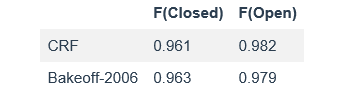 F(Closed) F(Open)
CRF 0.961 0.982
Bakeoff-2006 0.963 0.979